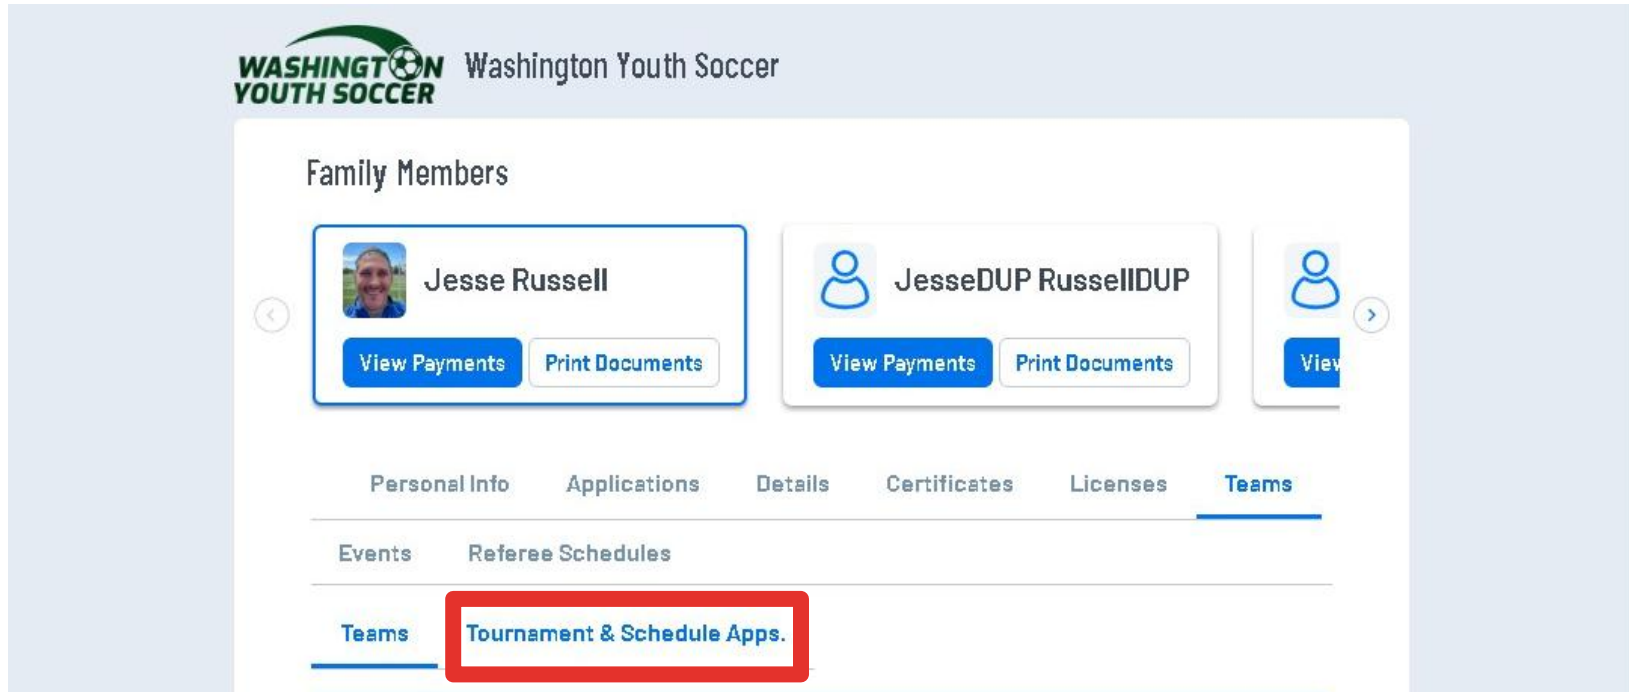 WASHINGTON
YOUTH SOCCER
Washington Youth Soccer
Family Members
Jesse Russell
JesseDUP RussellDUP
View Payments Print Documents
View Payments Print Documents
View
Personal Info Applications Details Certificates Licenses Teams
Events Referee Schedules
Teams Tournament & Schedule Apps.